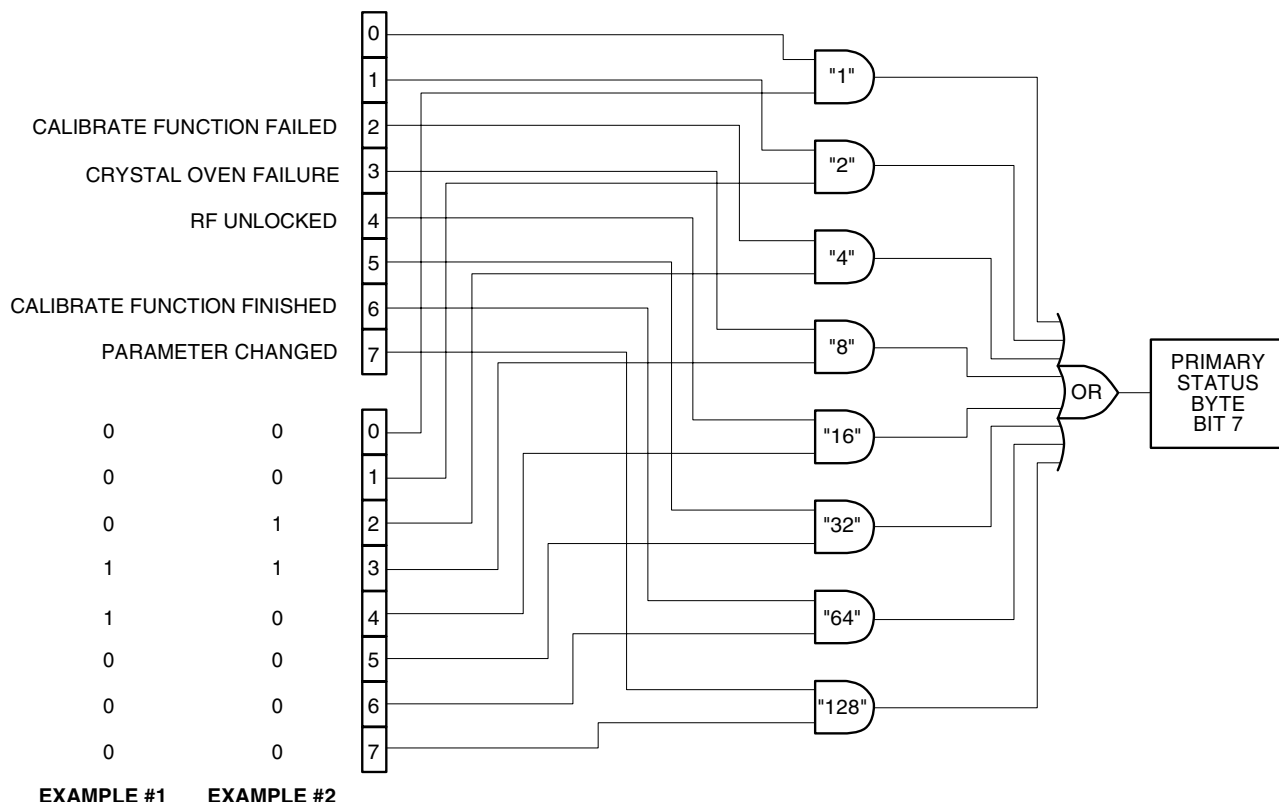 0
"1"
1
"2"
CALIBRATE FUNCTION FAILED 2
CRYSTAL OVEN FAILURE 3
RF UNLOCKED 4
"4"
5
CALIBRATE FUNCTION FINISHED 6
PARAMETER CHANGED 7
"8"
OR
PRIMARY
STATUS
BYTE
BIT 7
0 0 0
"16"
0 0 1
0 1 2
"32"
1 1 3
1 0 4
"64"
0 0 5
0 0 6
"128"
0 0 7
EXAMPLE #1 EXAMPLE #2